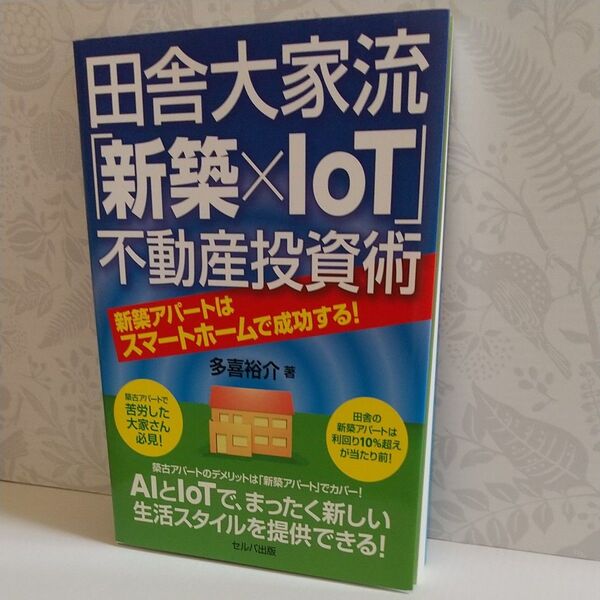 田舎大家流
「新築×IoT」
不動産投資術
新築アパートは
スマートホームで成功する!
多喜裕介 著
築古アパートで
苦労した
大家さん
必見!
田舎の
新築アパートは
利回り10%超え
が当たり前!
築古アパートのデメリットは「新築アパート」でカバー!
AIとIoTで、まったく新しい
生活スタイルを提供できる!
セルバ出版